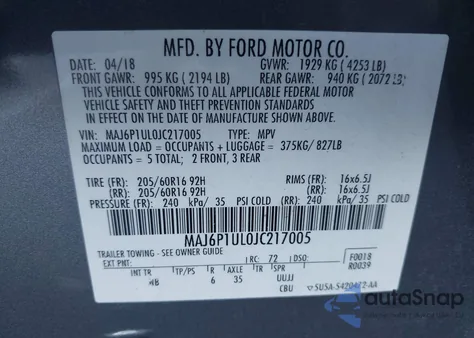 MFD. BY FORD MOTOR CO.
DATE: 04/18 GVWR: 1929 KG ( 4253 LB)
FRONT GAWR: 995 KG ( 2194 LB) REAR GAWR: 940 KG ( 2072 LB)
THIS VEHICLE CONFORMS TO ALL APPLICABLE FEDERAL MOTOR
VEHICLE SAFETY AND BUMPER STANDARDS IN EFFECT ON THE DATE OF
MANUFACTURE SHOWN ABOVE.
VIN: MAJ6P1UL0JC217005 TYPE: MPV
MAXIMUM LOAD = OCCUPANTS + LUGGAGE = 375KG/ 827LB
OCCUPANTS = 5 TOTAL; 2 FRONT, 3 REAR
TIRE (FR): 205/60R16 92H RIMS (FR): 16x6.5J
(RR): 205/60R16 92H (RR): 16x6.5J
PRESSURE (FR): 240 kPa/ 35 PSI COLD (RR): 240 kPa/ 35 PSI COLD
MAJ6P1UL0JC217005
TRAILER TOWING - SEE OWNER GUIDE
EXT PNT: RC: 72 DSO: F0018
R0039
INT TR TP/PS R AXLE TR SPR
6 35 UUJJ
CBU
autoSnap